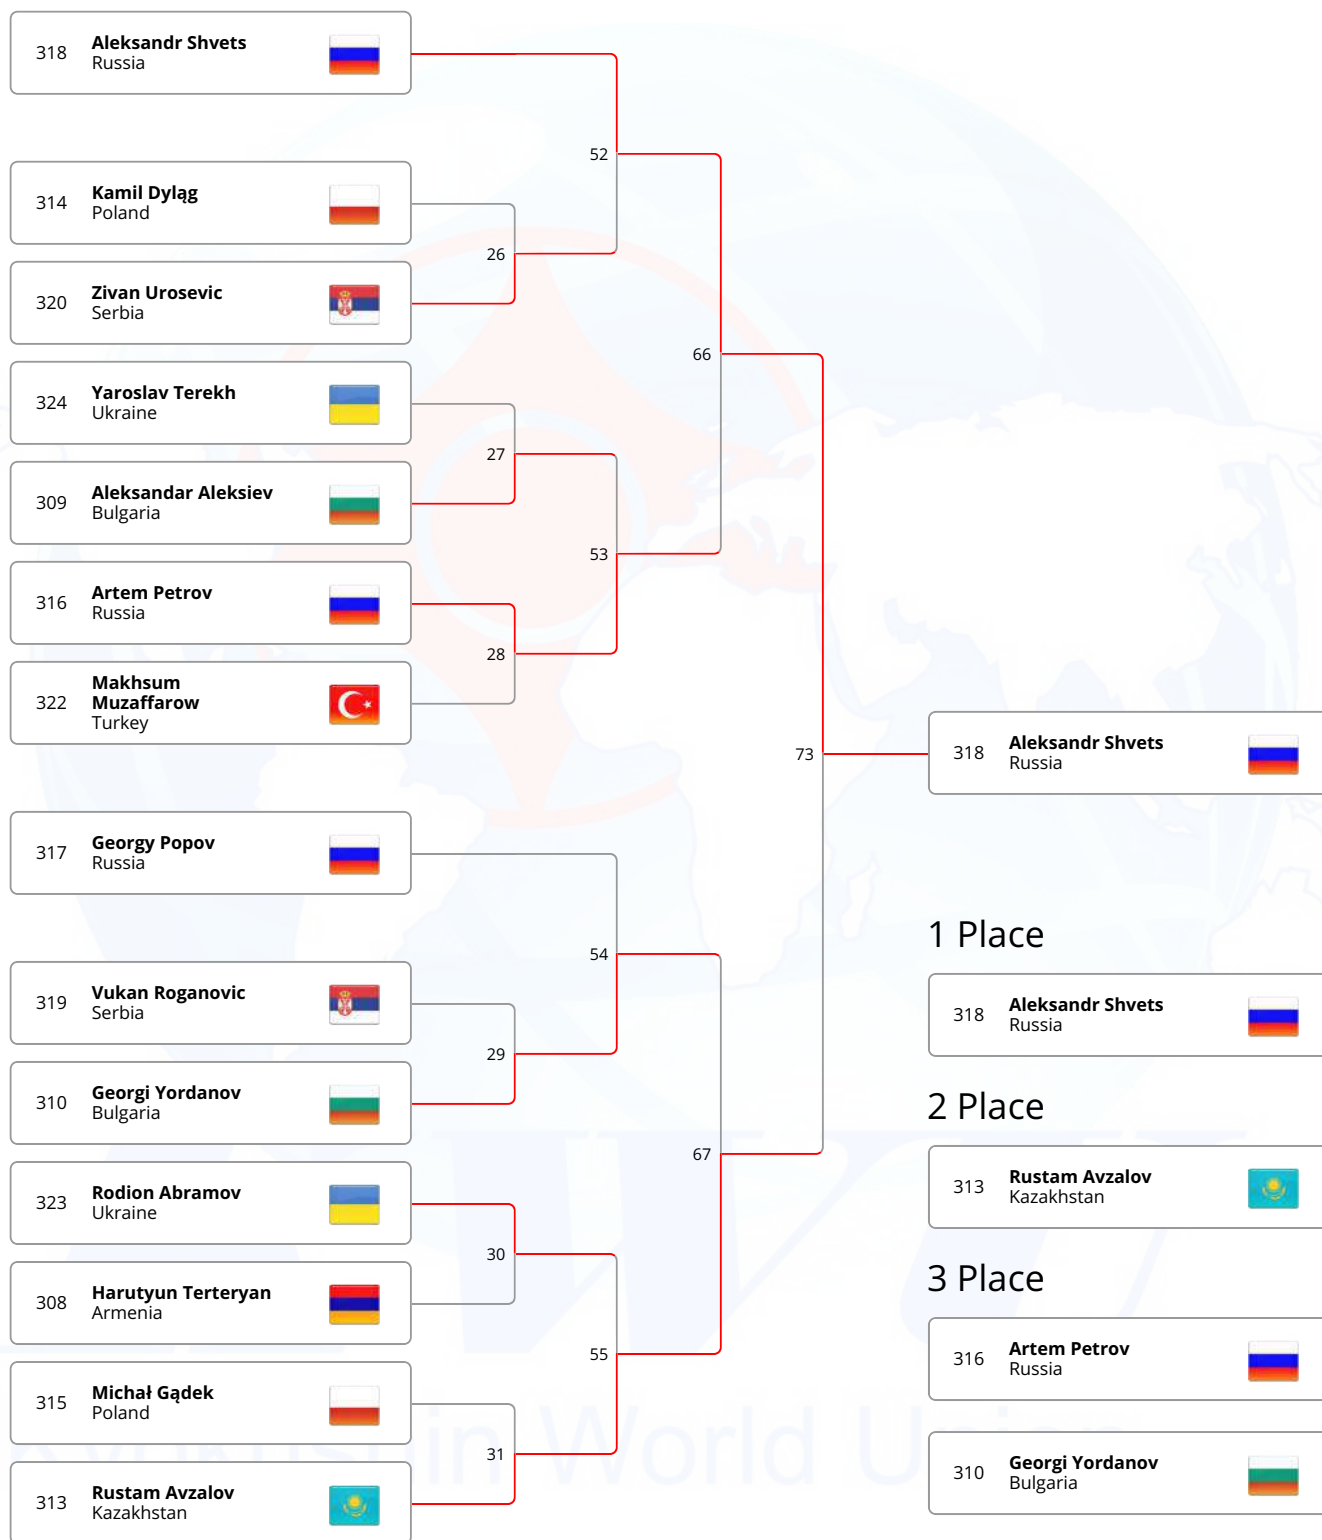 318
Aleksandr Shvets
Russia
52
314
Kamil Dyląg
Poland
26
320
Zivan Urosevic
Serbia
66
324
Yaroslav Terekh
Ukraine
27
309
Aleksandar Aleksiev
Bulgaria
53
316
Artem Petrov
Russia
28
322
Makhsum
Muzaffarow
Turkey
73
318
Aleksandr Shvets
Russia
317
Georgy Popov
Russia
54
319
Vukan Roganovic
Serbia
29
310
Georgi Yordanov
Bulgaria
67
323
Rodion Abramov
Ukraine
30
308
Harutyun Terteryan
Armenia
55
315
Michał Gądek
Poland
31
313
Rustam Avzalov
Kazakhstan
1 Place
318
Aleksandr Shvets
Russia
2 Place
313
Rustam Avzalov
Kazakhstan
3 Place
316
Artem Petrov
Russia
310
Georgi Yordanov
Bulgaria
World